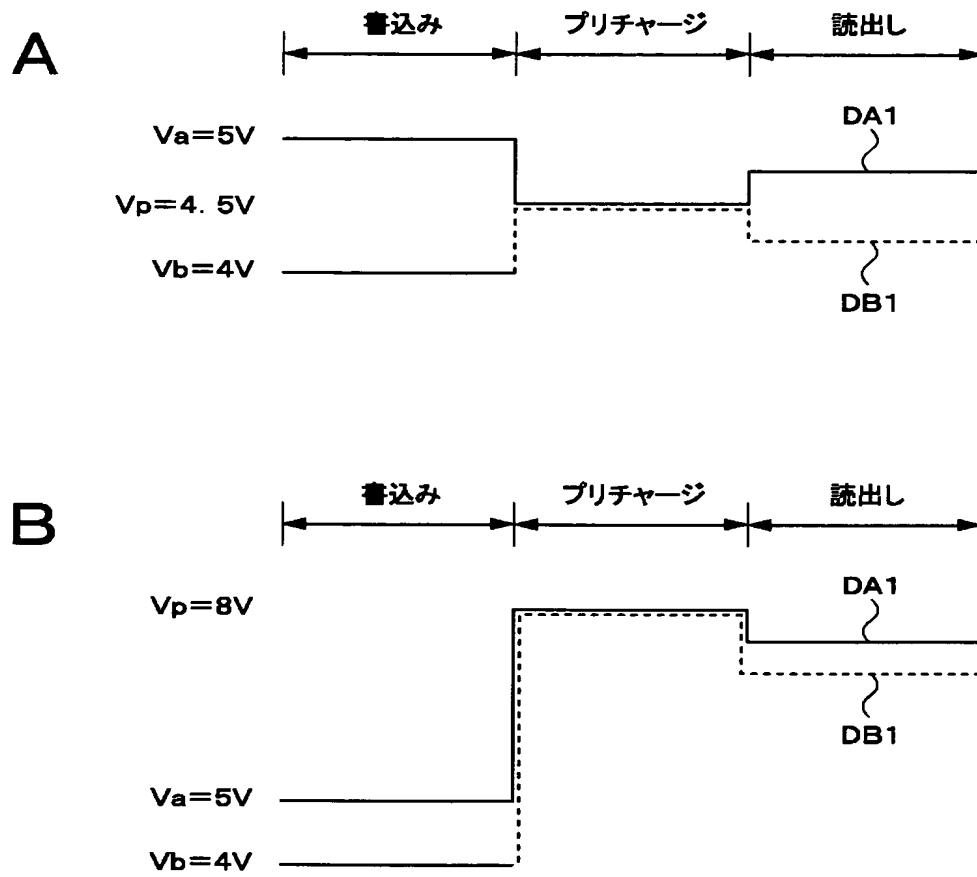 A
書込み プリチャージ 読出し
DA1
Va=5V
Vp=4. 5V
Vb=4V
DB1
B
書込み プリチャージ 読出し
Vp=8V
DA1
DB1
Va=5V
Vb=4V